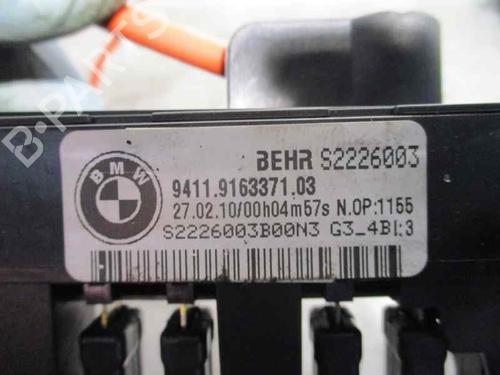 B-PARTS
BMW
BEHR S2226003
9411.9163371.03
27.02.10/00h04m57s N.OP:1155
S2226003B00N3 G3_4BI:3